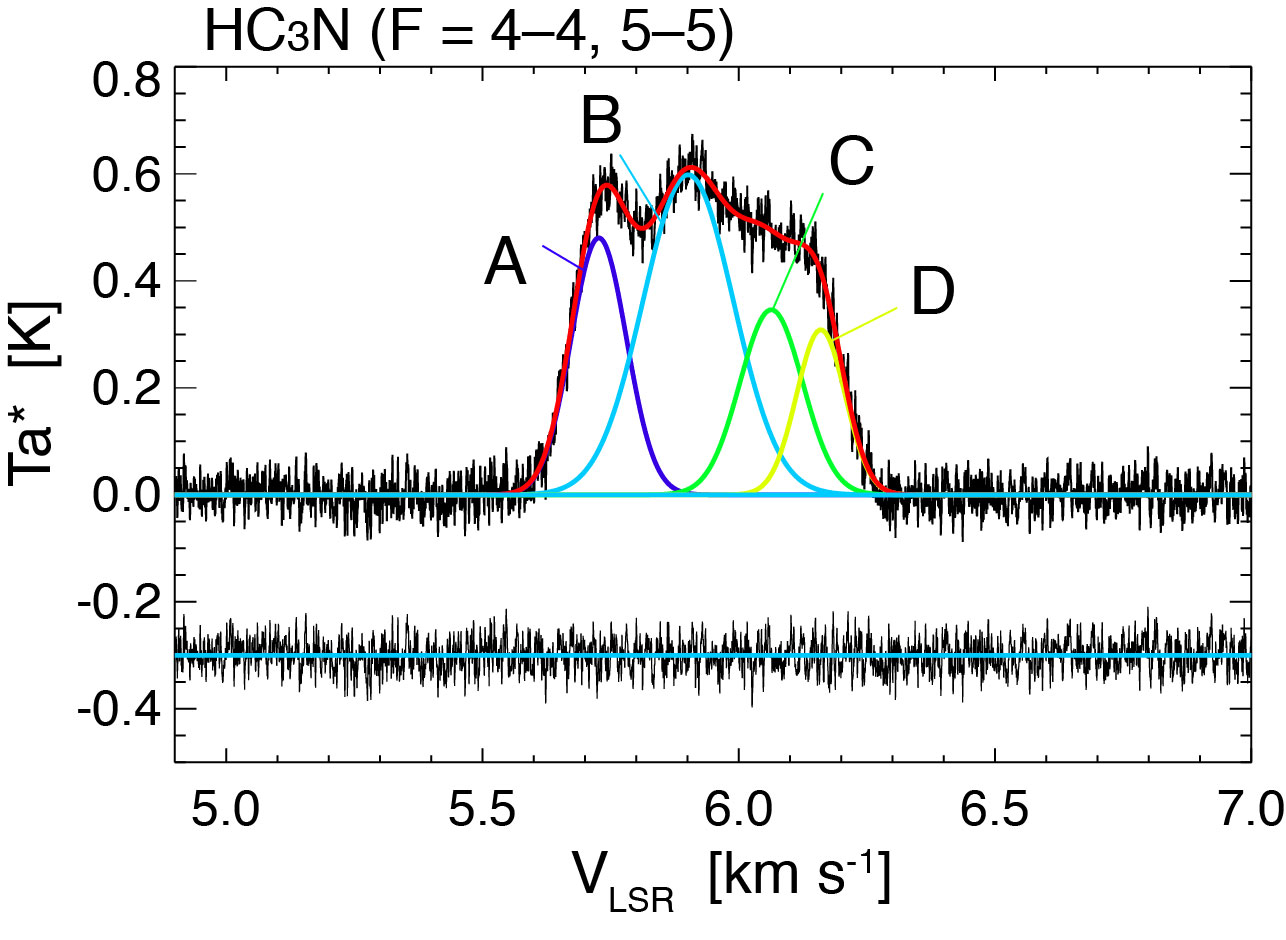 HC3N (F = 4–4, 5–5)
0.8
0.6
0.4
0.2
0.0
-0.2
-0.4
Ta* [K]
A
B
C
D
5.0 5.5 6.0 6.5 7.0
VLSR [km s-1]